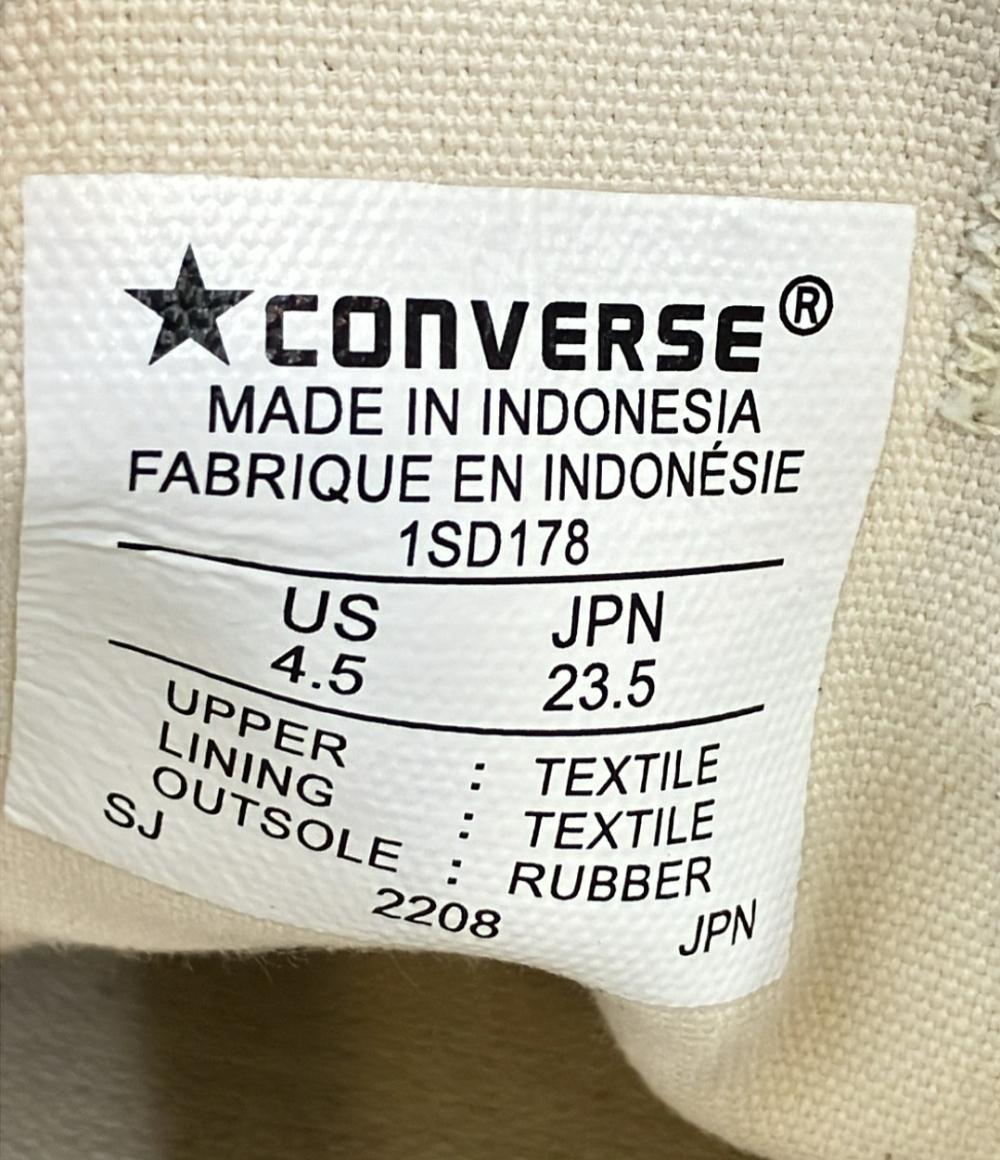 ★CONVERSE®
MADE IN INDONESIA
FABRIQUE EN INDONÉSIE
1SD178
US JPN
4.5 23.5
UPPER : TEXTILE
LINING : TEXTILE
OUTSOLE : RUBBER
SJ 2208 JPN